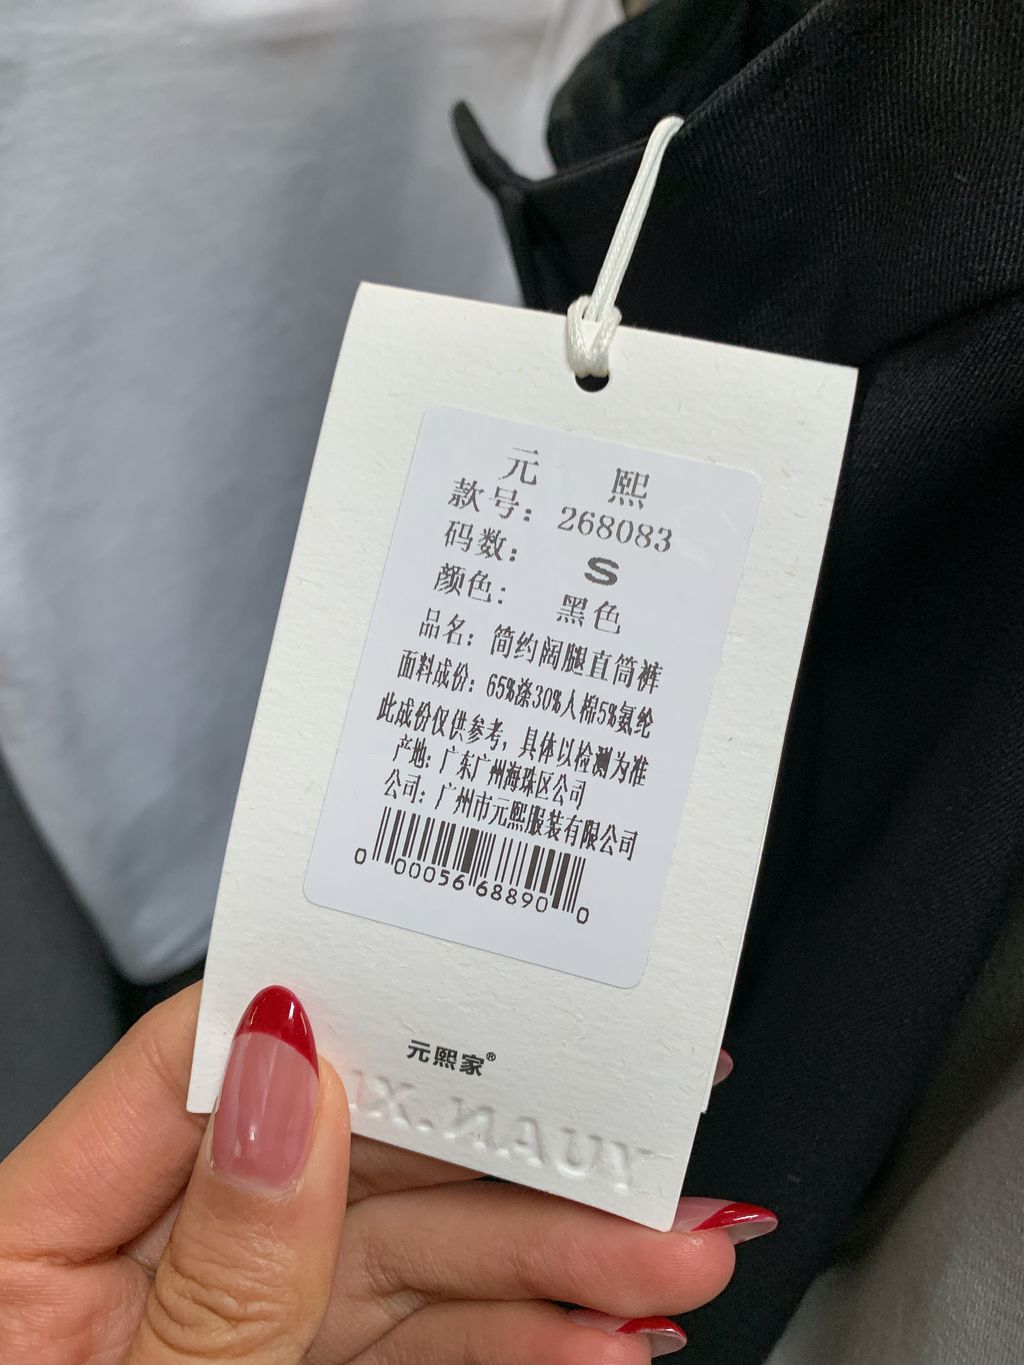 元 熙
款号: 268083
码数: S
颜色: 黑色
品名: 简约阔腿直筒裤
面料成份: 65%涤30%人棉5%氨纶
此成份仅供参考, 具体以检测为准
产地: 广东广州海珠区公司
公司: 广州市元熙服装有限公司
0 00056 68890 0
元熙家®
YUAN.XI